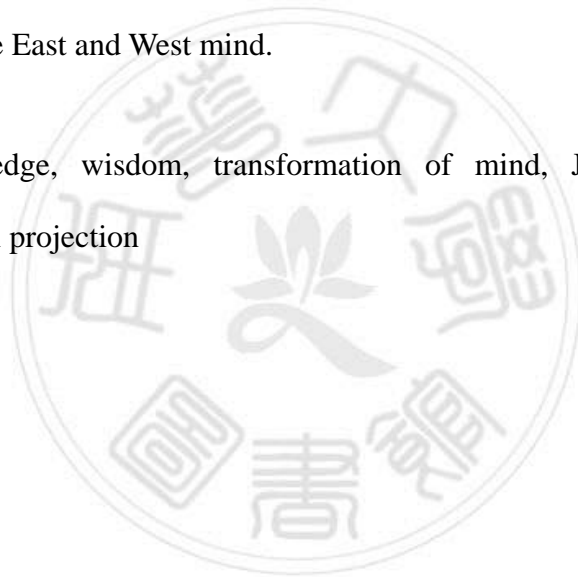 e East and West mind.
edge, wisdom, transformation of mind, J
projection